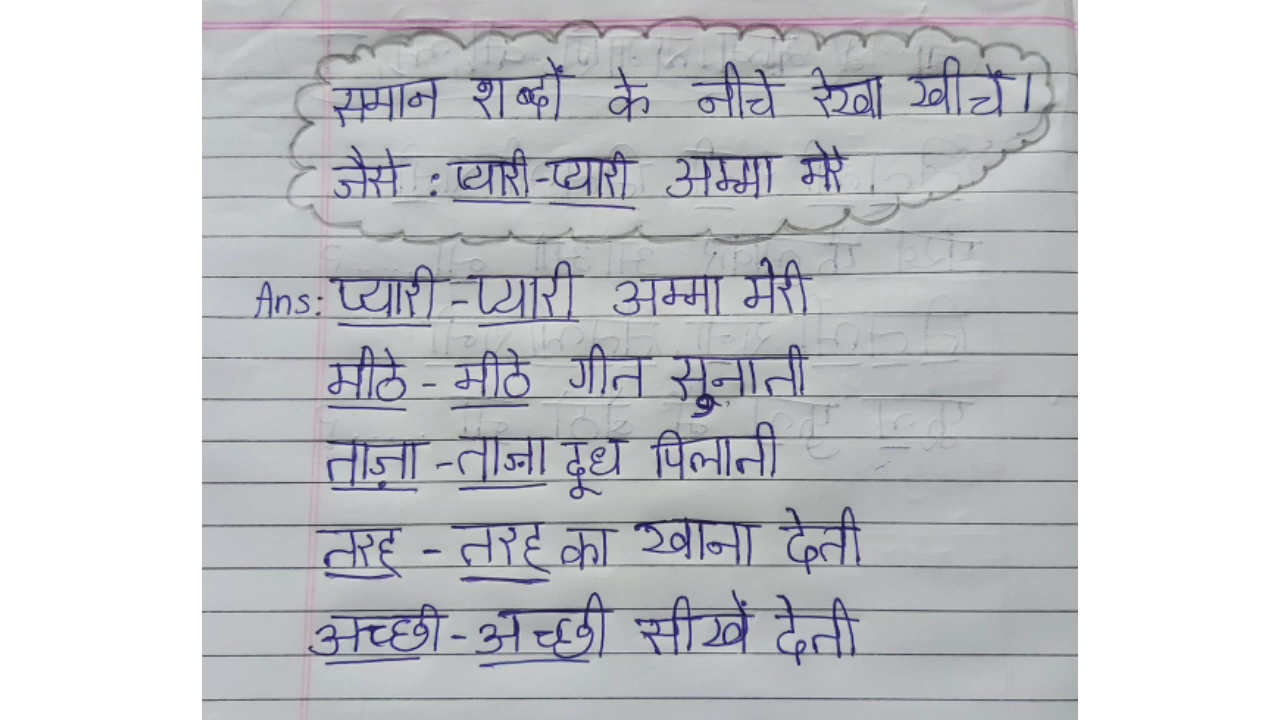 समान शब्दों के नीचे रेखा खींचें।
जैसे : प्यारी-प्यारी अम्मा मेरे
Ans: प्यारी-प्यारी अम्मा मेरी
मीठे - मीठे गीत सुनाती
ताज़ा - ताज़ा दूध पिलाती
तरह - तरह का खाना देती
अच्छी-अच्छी सीखें देती